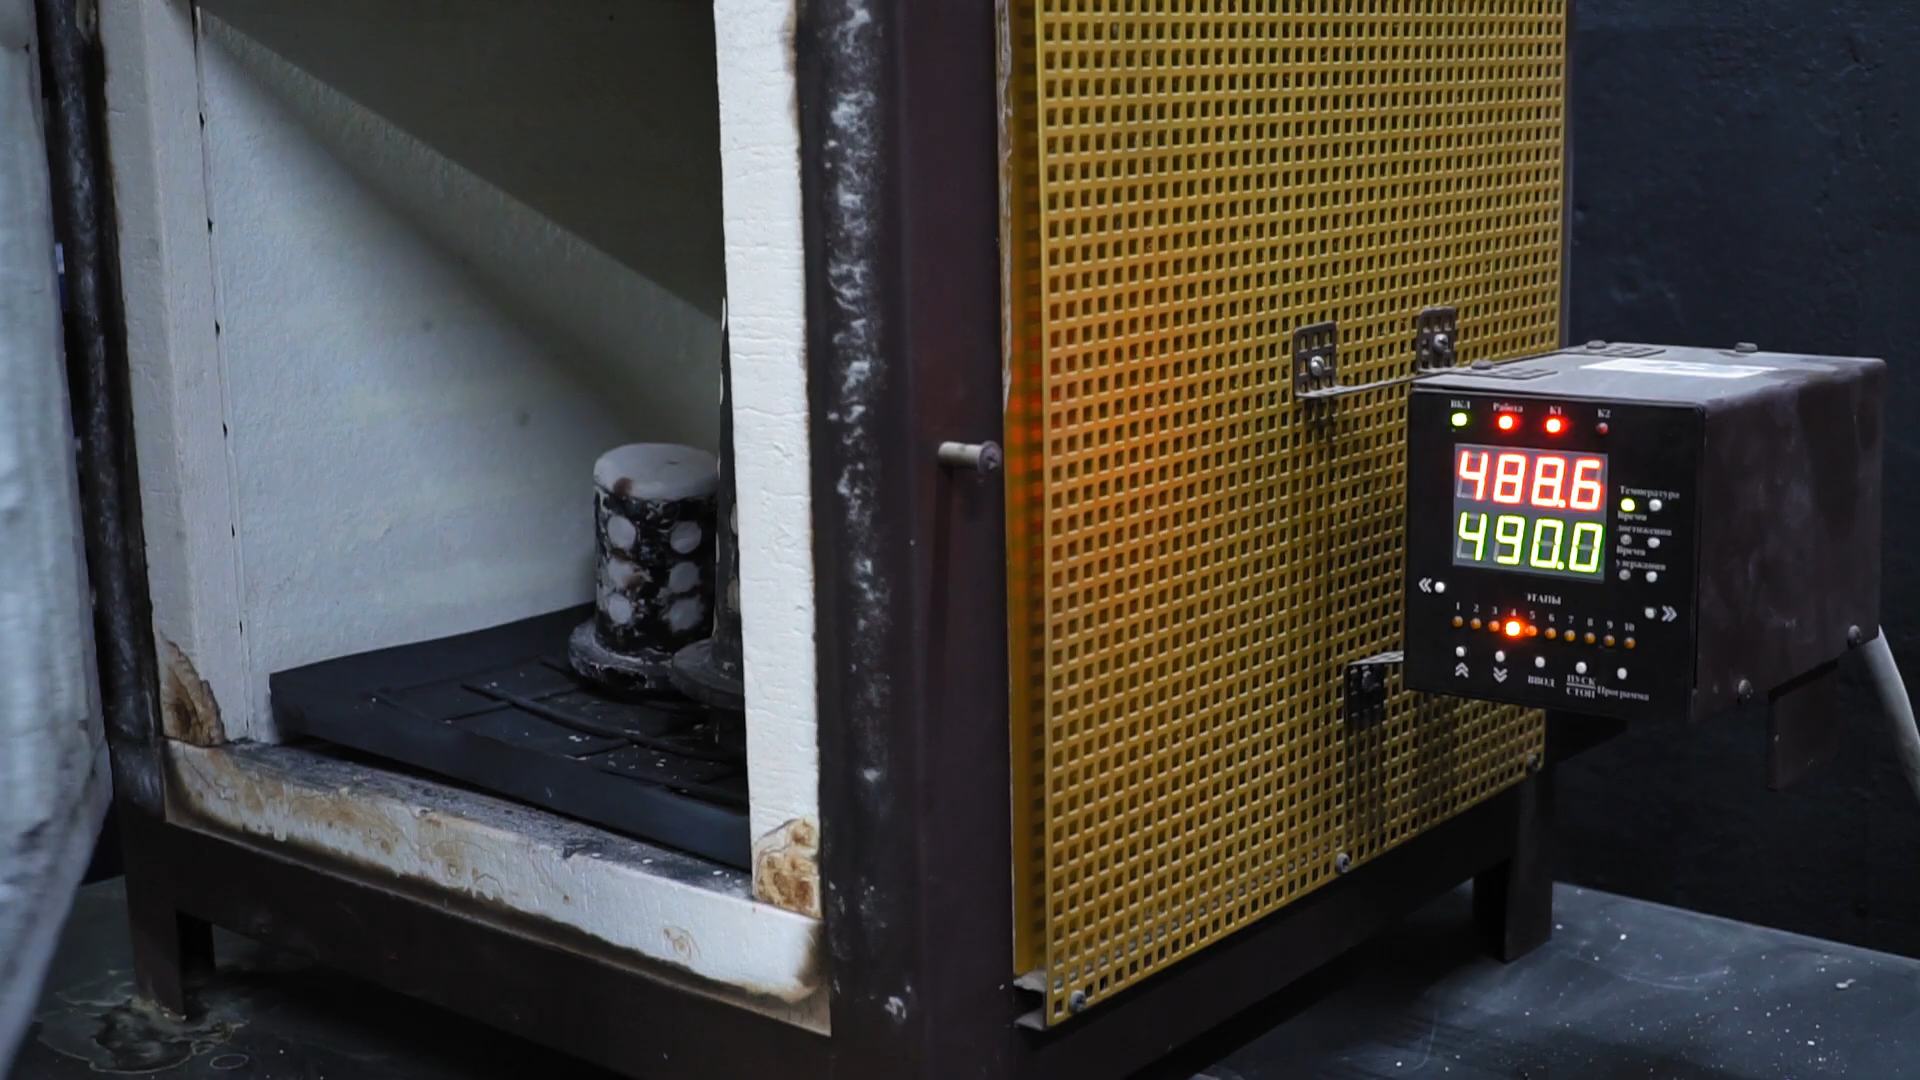 ВКЛ Работа К1 К2
488.6
490.0
Температура
Время
достижения
Время
удержания
« »
ЭТАПЫ
1 2 3 4 5 6 7 8 9 10
ВВОД ПУСК Программа
СТОП